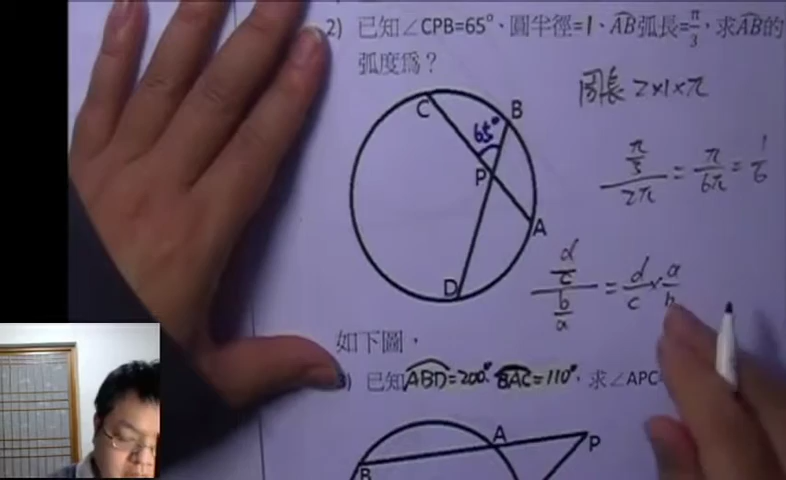 2) 已知∠CPB=65°、圓半徑=1、AB弧長=π/3,求AB的
弧度為?
圓長 2×1×π
C
B
65°
P
A
D
π/3 / 2π = π/6π = 1/6
d/c / b/a = d/c × a/b
如下圖,
3) 已知ABD=200°、BAC=110°,求∠APC=
A
P
B